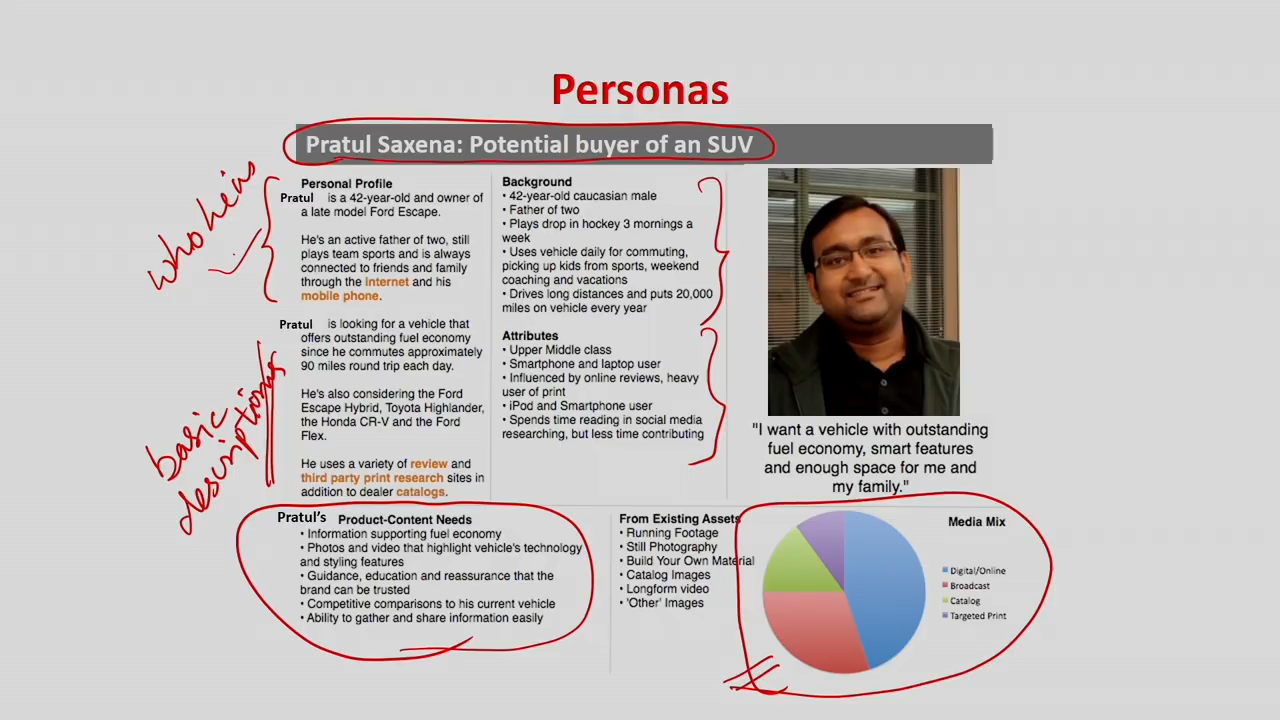 Personas
Pratul Saxena: Potential buyer of an SUV
who he is
Personal Profile
Pratul is a 42-year-old and owner of
a late model Ford Escape.
He's an active father of two, still
plays team sports and is always
connected to friends and family
through the internet and his
mobile phone.
Pratul is looking for a vehicle that
offers outstanding fuel economy
since he commutes approximately
90 miles round trip each day.
He's also considering the Ford
Escape Hybrid, Toyota Highlander,
the Honda CR-V and the Ford
Flex.
He uses a variety of review and
third party print research sites in
addition to dealer catalogs.
basic
descriptions
Background
• 42-year-old caucasian male
• Father of two
• Plays drop in hockey 3 mornings a
week
• Uses vehicle daily for commuting,
picking up kids from sports, weekend
coaching and vacations
• Drives long distances and puts 20,000
miles on vehicle every year
Attributes
• Upper Middle class
• Smartphone and laptop user
• Influenced by online reviews, heavy
user of print
• iPod and Smartphone user
• Spends time reading in social media
researching, but less time contributing
"I want a vehicle with outstanding
fuel economy, smart features
and enough space for me and
my family."
Pratul's Product-Content Needs
• Information supporting fuel economy
• Photos and video that highlight vehicle's technology
and styling features
• Guidance, education and reassurance that the
brand can be trusted
• Competitive comparisons to his current vehicle
• Ability to gather and share information easily
From Existing Assets
• Running Footage
• Still Photography
• Build Your Own Material
• Catalog Images
• Longform video
• 'Other' Images
Media Mix
Digital/Online
Broadcast
Catalog
Targeted Print